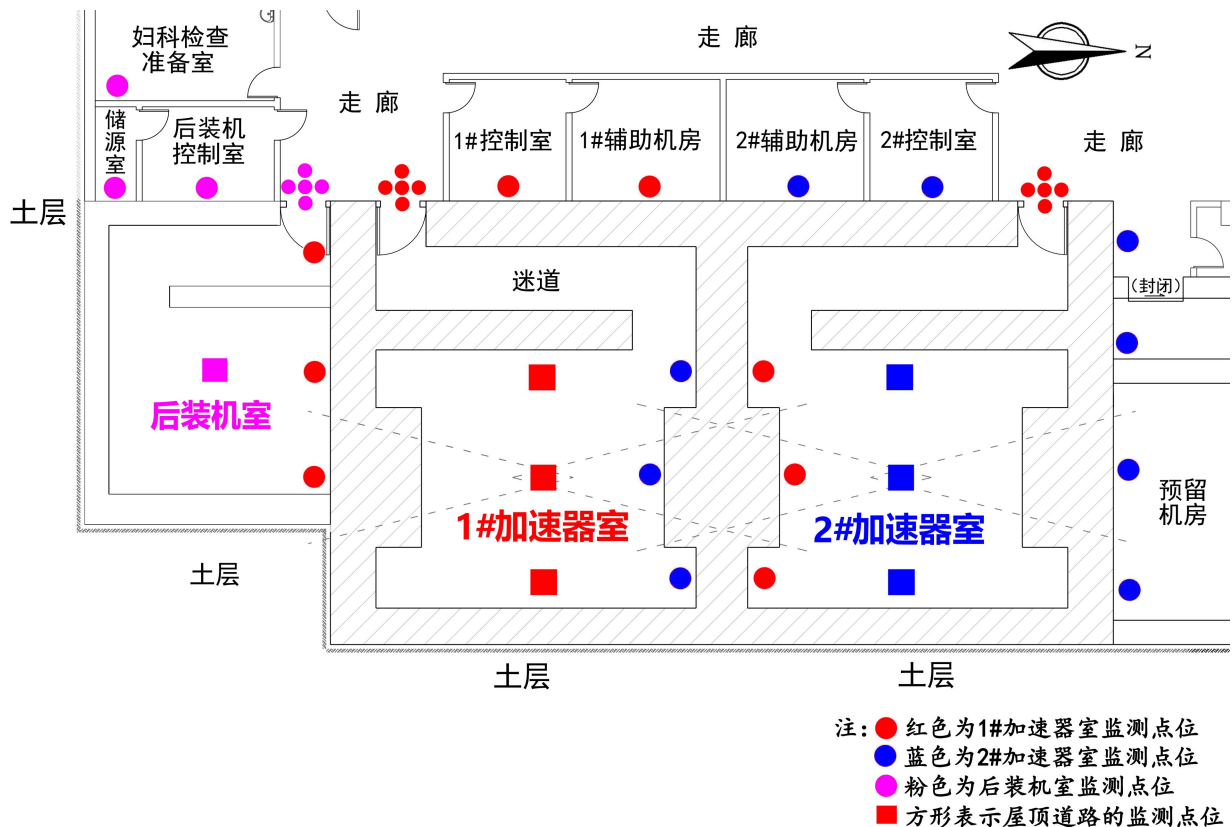 妇科检查
准备室
走 廊
N
走 廊
储
源
室
后装机
控制室
1#控制室
1#辅助机房
2#辅助机房
2#控制室
走 廊
土层
迷道
(封闭)
后装机室
1#加速器室
2#加速器室
预留
机房
土层
土层
土层
注:
红色为1#加速器室监测点位
蓝色为2#加速器室监测点位
粉色为后装机室监测点位
方形表示屋顶道路的监测点位